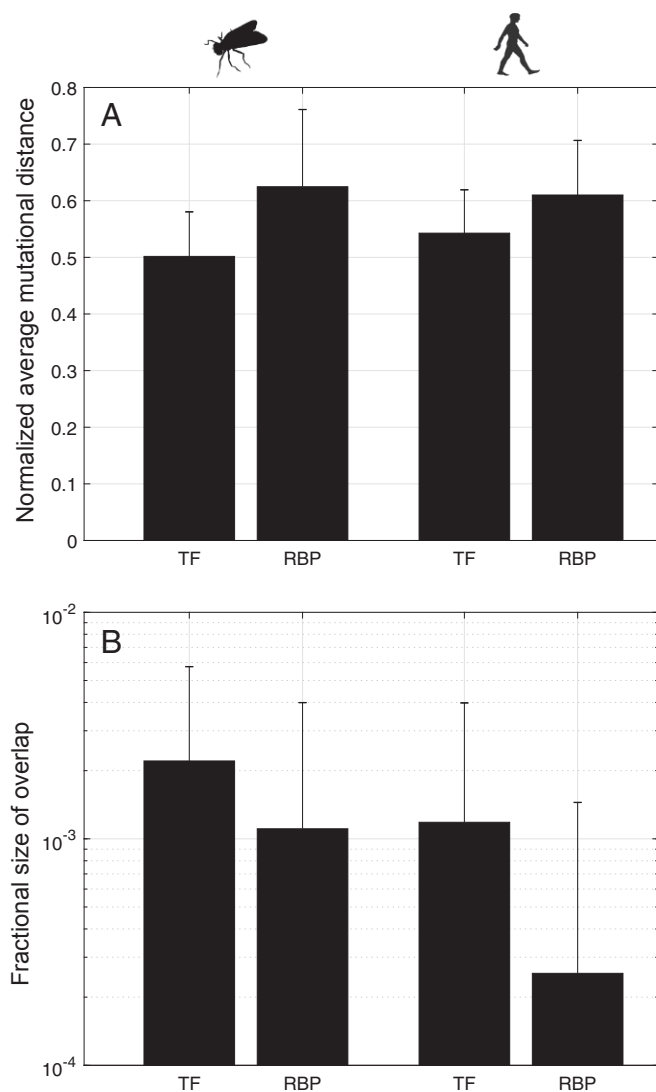 A
Normalized average mutational distance
0.8
0.7
0.6
0.5
0.4
0.3
0.2
0.1
0
TF RBP TF RBP
B
Fractional size of overlap
10-2
10-3
10-4
TF RBP TF RBP